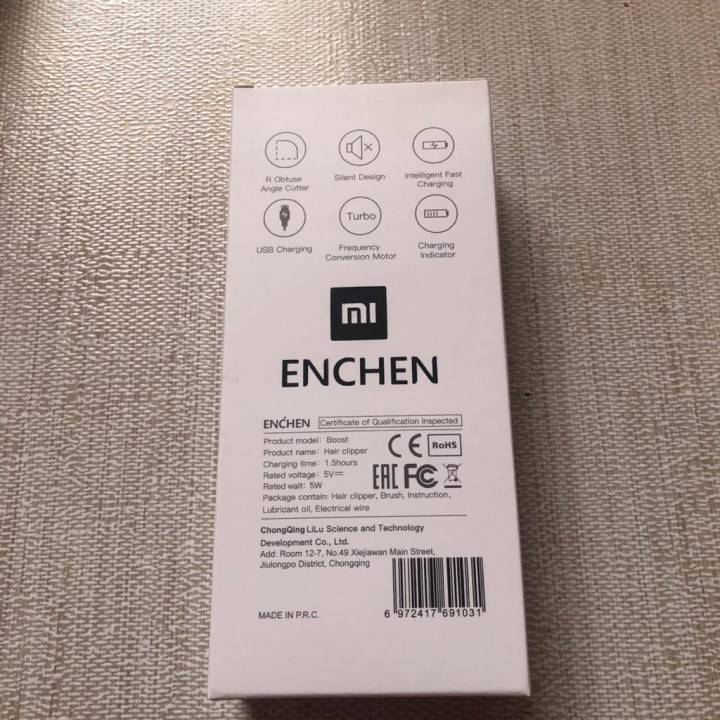 R Obtuse
Angle Cutter
Silent Design
Intelligent Fast
Charging
USB Charging
Turbo
Frequency
Conversion Motor
Charging
Indicator
mi
ENCHEN
ENCHEN Certificate of Qualification Inspected
Product model: Boost
Product name: Hair clipper
Charging time: 1.5hours
Rated voltage: 5V
Rated walt: 5W
CE RoHS
EAC FC
Package contain: Hair clipper, Brush, Instruction,
Lubricant oil, Electrical wire
ChongQing LiLu Science and Technology
Development Co., Ltd.
Add: Room 12-7, No.49 Xiejiawan Main Street,
Jiulongpo District, Chongqing
MADE IN P.R.C.
6 972417 691031